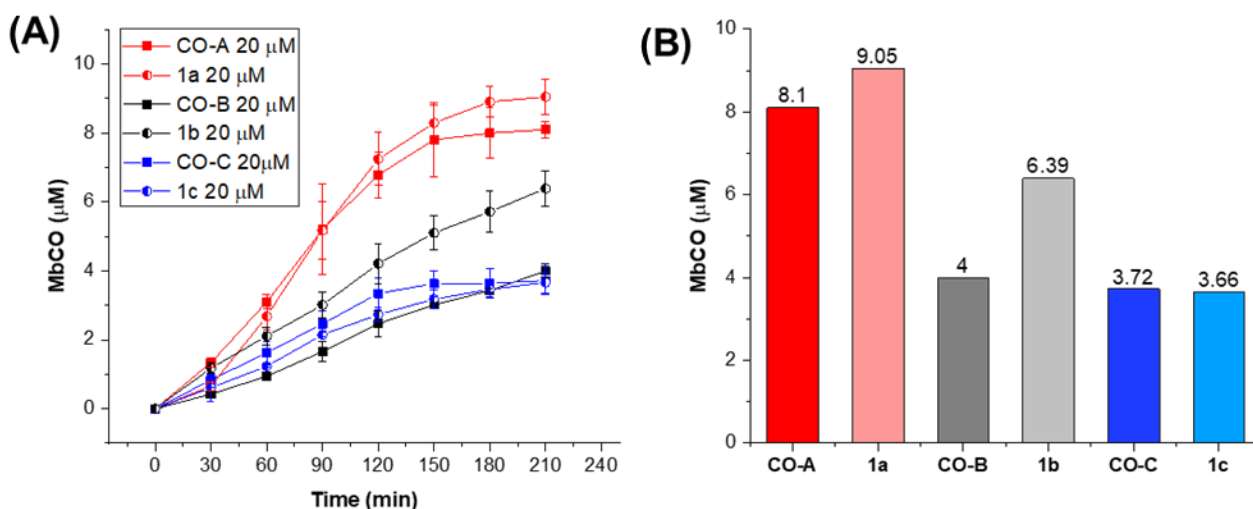 (A)
CO-A 20 μM
1a 20 μM
CO-B 20 μM
1b 20 μM
CO-C 20μM
1c 20 μM
MbCO (μM)
10
8
6
4
2
0
0 30 60 90 120 150 180 210 240
Time (min)
(B)
MbCO (μM)
10
8
6
4
2
0
8.1
9.05
4
6.39
3.72
3.66
CO-A 1a CO-B 1b CO-C 1c